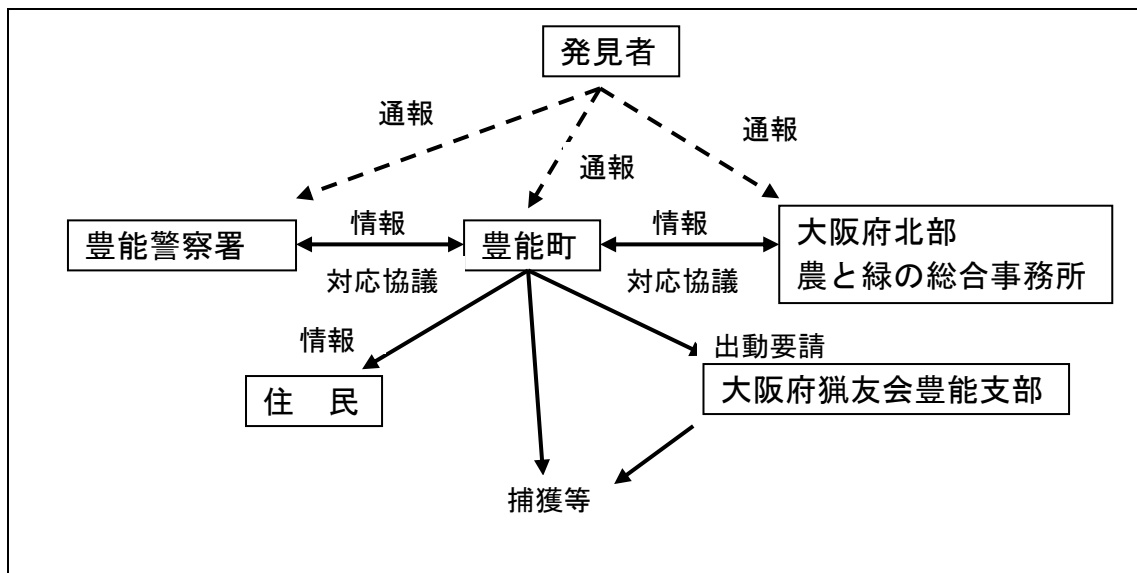 発見者
通報
通報
通報
豊能警察署
情報
対応協議
豊能町
情報
対応協議
大阪府北部
農と緑の総合事務所
情報
住 民
出動要請
大阪府猟友会豊能支部
捕獲等